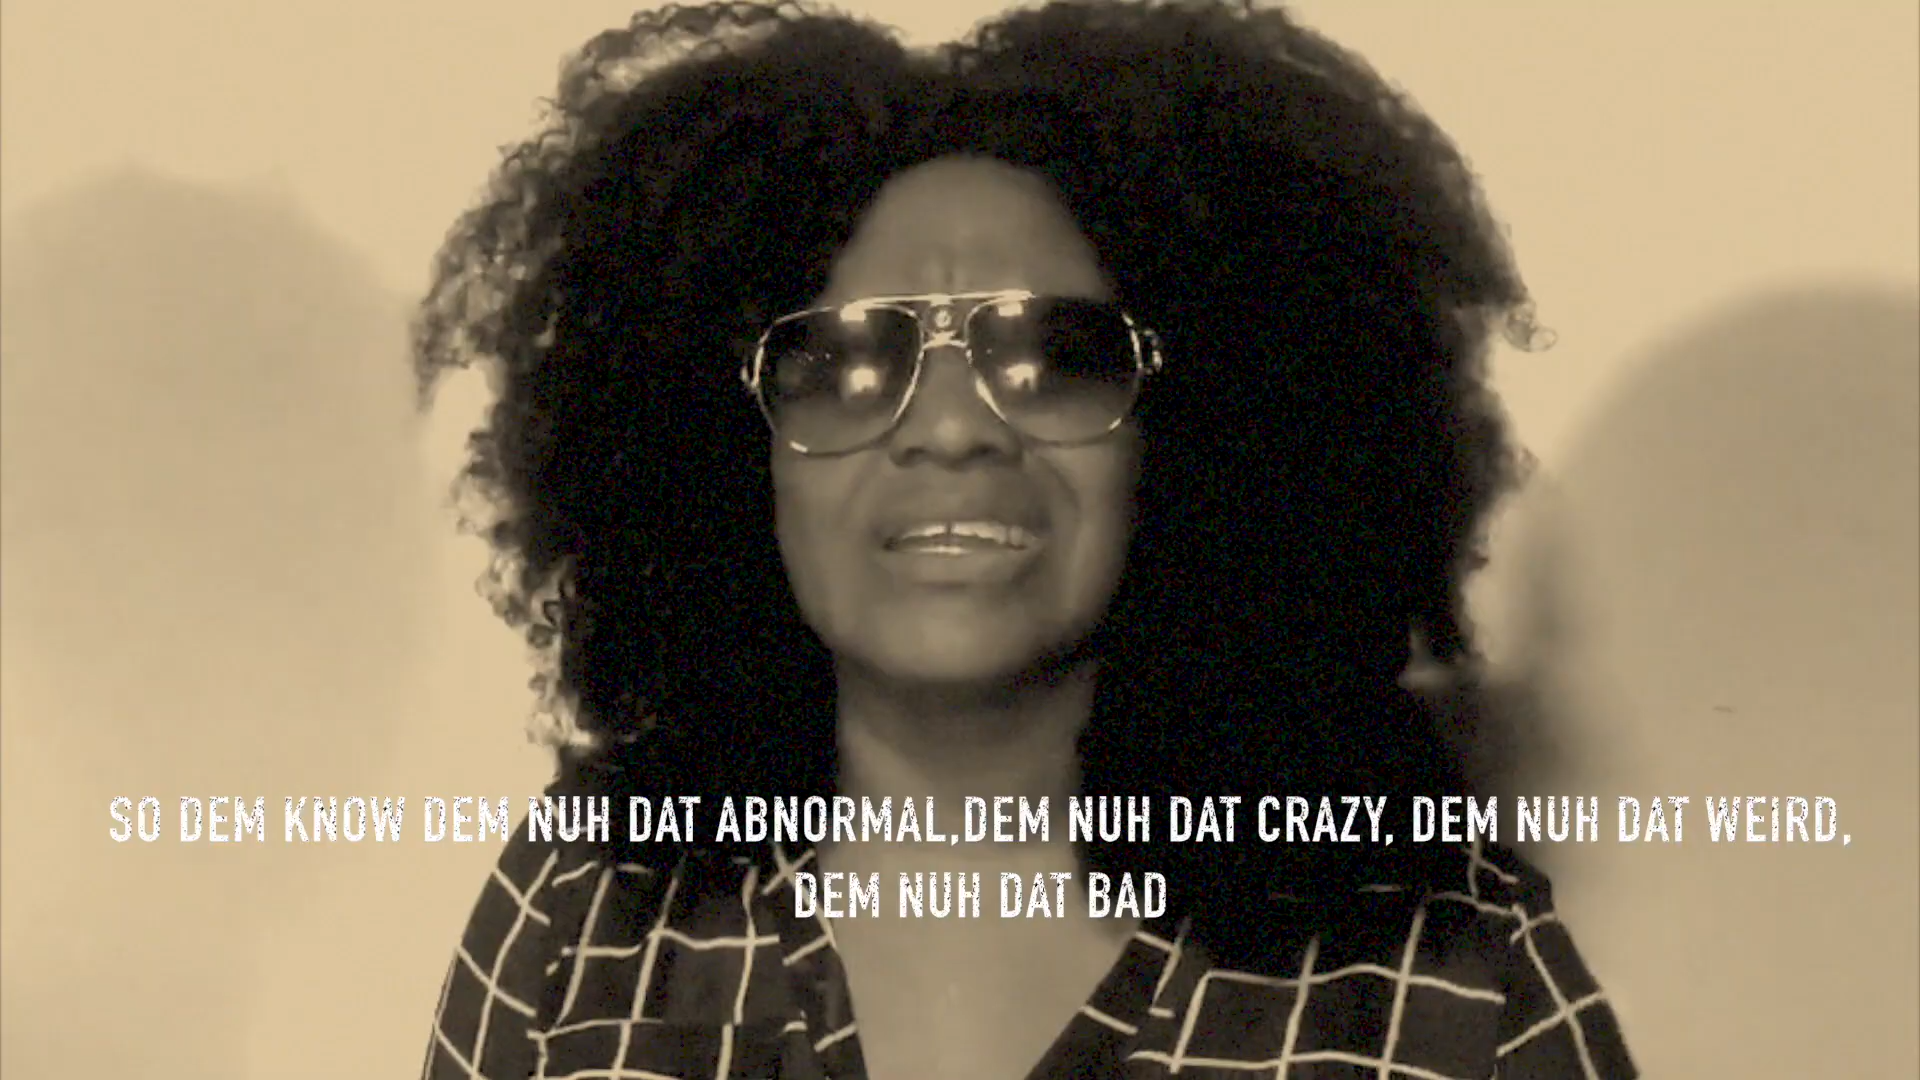 SO DEM KNOW DEM NUH DAT ABNORMAL,DEM NUH DAT CRAZY, DEM NUH DAT WEIRD,
DEM NUH DAT BAD